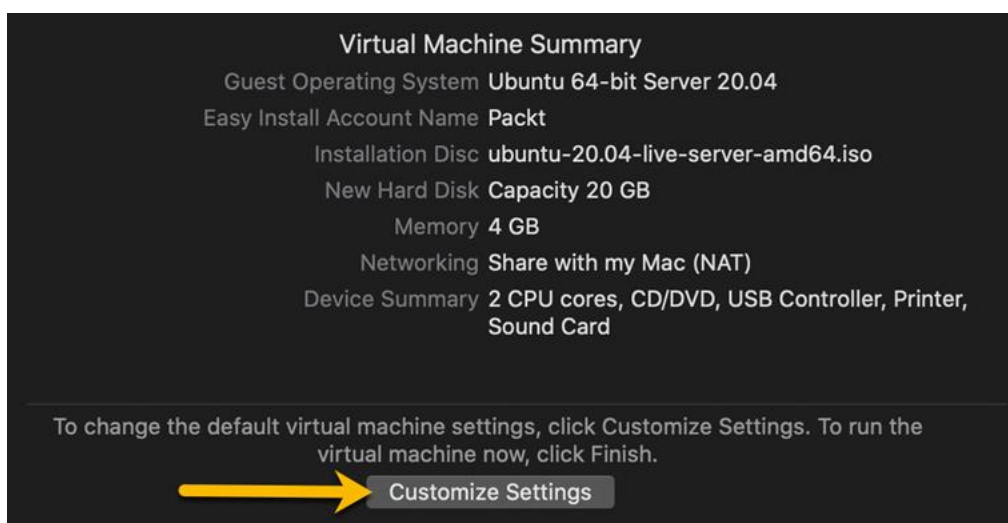 Virtual Machine Summary
Guest Operating System Ubuntu 64-bit Server 20.04
Easy Install Account Name Packt
Installation Disc ubuntu-20.04-live-server-amd64.iso
New Hard Disk Capacity 20 GB
Memory 4 GB
Networking Share with my Mac (NAT)
Device Summary 2 CPU cores, CD/DVD, USB Controller, Printer,
Sound Card
To change the default virtual machine settings, click Customize Settings. To run the
virtual machine now, click Finish.
Customize Settings